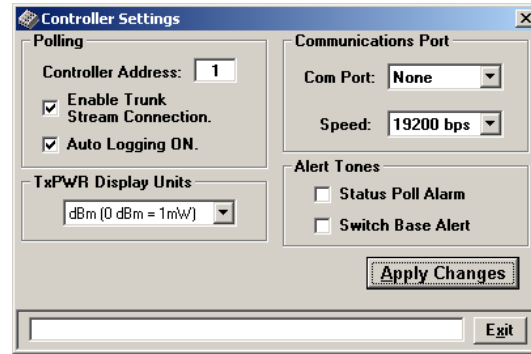 Controller Settings
Polling
Controller Address: 1
Enable Trunk
Stream Connection.
Auto Logging ON.
TxPWR Display Units
dBm (0 dBm = 1mW)
Communications Port
Com Port: None
Speed: 19200 bps
Alert Tones
Status Poll Alarm
Switch Base Alert
Apply Changes
Exit